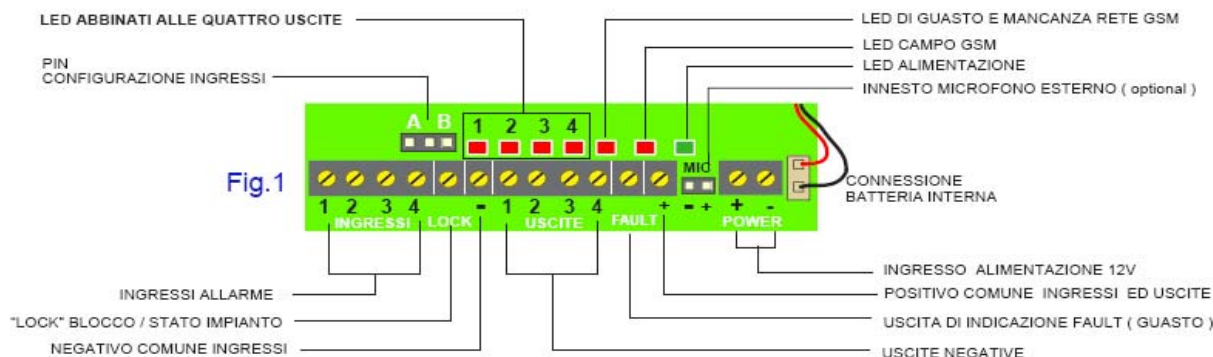 LED ABBINATI ALLE QUATTRO USCITE
LED DI GUASTO E MANCANZA RETE GSM
LED CAMPO GSM
PIN
CONFIGURAZIONE INGRESSI
LED ALIMENTAZIONE
INNESTO MICROFONO ESTERNO ( optional )
A B
1 2 3 4
MIC
Fig.1
CONNESSIONE
BATTERIA INTERNA
1 2 3 4 - 1 2 3 4 + - + + -
INGRESSI LOCK USCITE FAULT POWER
INGRESSO ALIMENTAZIONE 12V
INGRESSI ALLARME
POSITIVO COMUNE INGRESSI ED USCITE
"LOCK" BLOCCO / STATO IMPIANTO
USCITA DI INDICAZIONE FAULT ( GUASTO )
NEGATIVO COMUNE INGRESSI
USCITE NEGATIVE